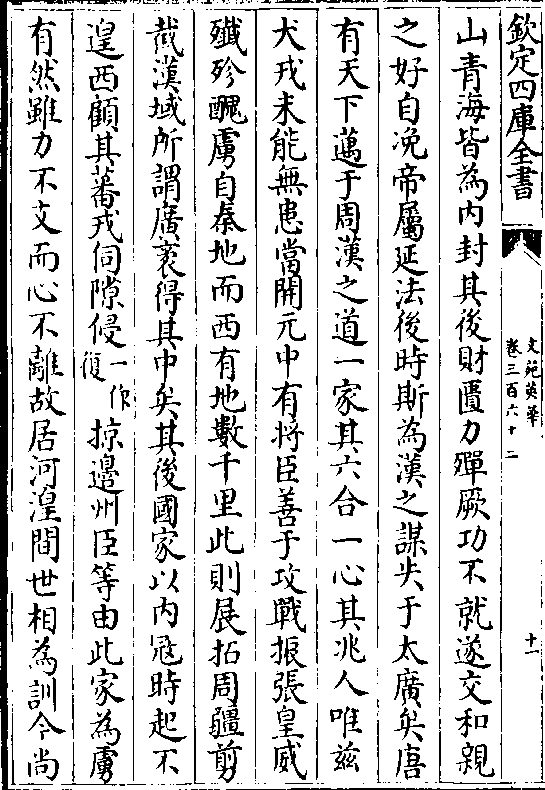 欽定四庫全書
文苑英華
卷三百六十二
十一
山青海皆為内封其後財匱力殫厥功不就遂交和親
之好自浼帝屬延法後時斯為漢之謀失于太廣矣唐
有天下邁于周漢之道一家其六合一心其兆人唯兹
犬戎未能無患當開元中有將臣善于攻戰振張皇威
殲殄醜虜自秦地而西有地數千里此則展拓周疆剪
裁漢域所謂廣袤得其中矣其後國家以内冦時起不
遑西顧其蕃戎伺隙侵一作復掠邊州臣等由此家為虜
有然雖力不支而心不離故居河湟間世相為訓今尚